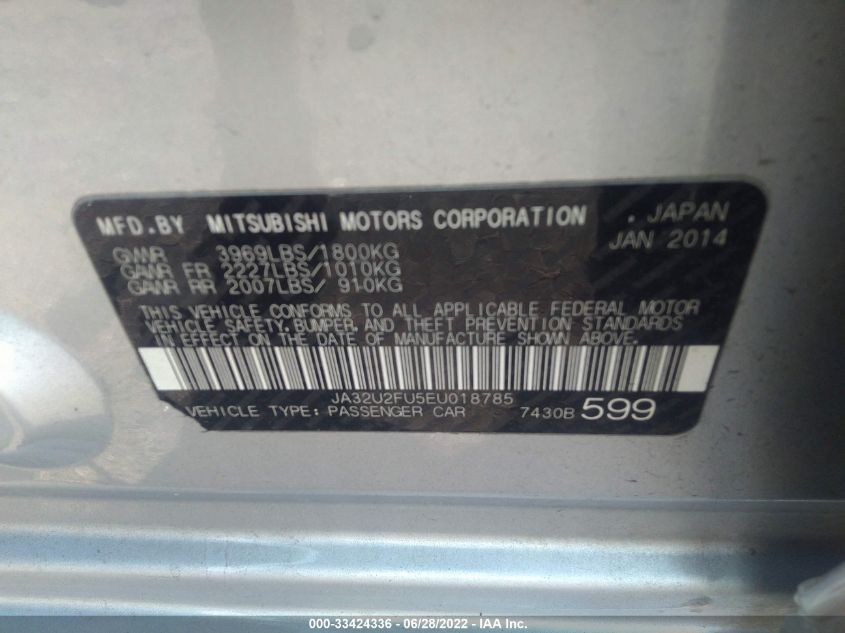 MFD.BY MITSUBISHI MOTORS CORPORATION . JAPAN
JAN 2014
GVWR 3969LBS/1800KG
GAWR FR 2227LBS/1010KG
GAWR RR 2007LBS/ 910KG
THIS VEHICLE CONFORMS TO ALL APPLICABLE FEDERAL MOTOR
VEHICLE SAFETY, BUMPER, AND THEFT PREVENTION STANDARDS
IN EFFECT ON THE DATE OF MANUFACTURE SHOWN ABOVE.
JA32U2FU5EU018785
VEHICLE TYPE: PASSENGER CAR 7430B 599
000-33424336 - 06/28/2022 - IAA Inc.